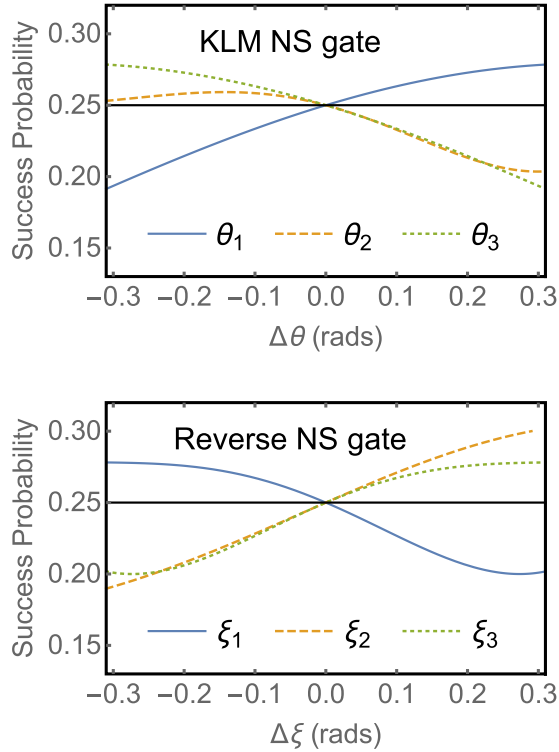 KLM NS gate
Success Probability
0.30
0.25
0.20
0.15
θ₁ θ₂ θ₃
−0.3 −0.2 −0.1 0.0 0.1 0.2 0.3
Δθ (rads)
Reverse NS gate
Success Probability
0.30
0.25
0.20
0.15
ξ₁ ξ₂ ξ₃
−0.3 −0.2 −0.1 0.0 0.1 0.2 0.3
Δξ (rads)